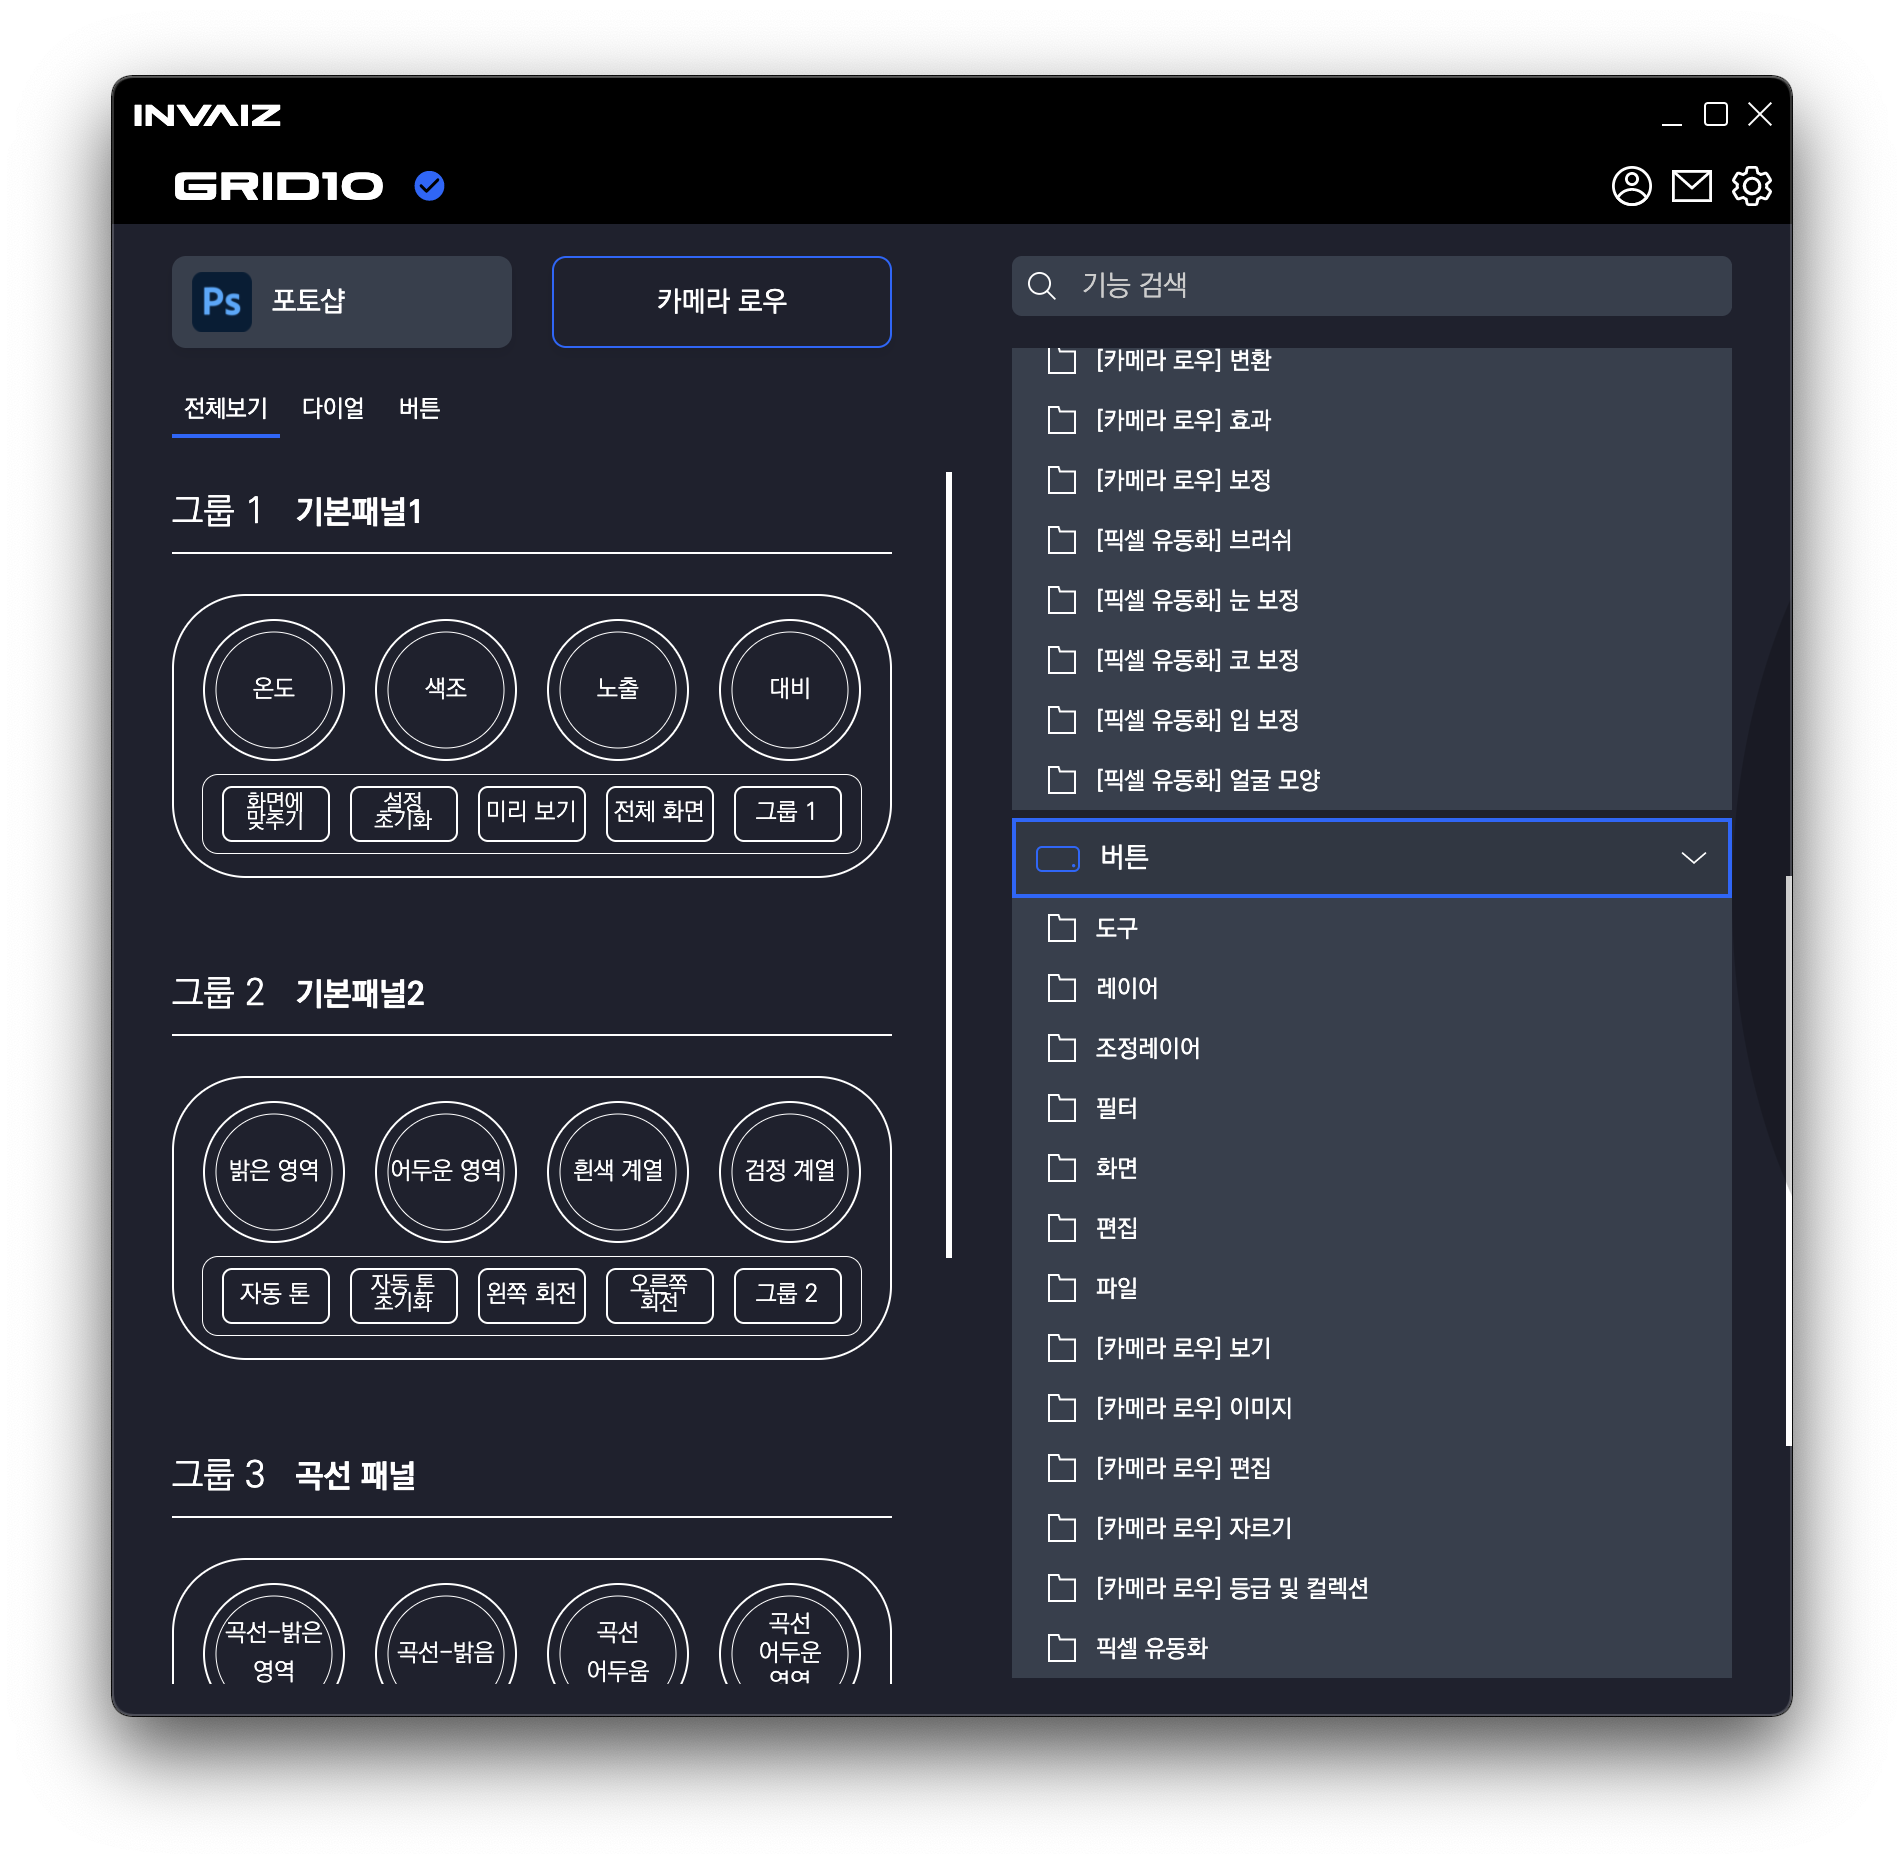 INVAIZ
GRID10
Ps 포토샵
카메라 로우
전체보기 다이얼 버튼
그룹 1 기본패널1
온도 색조 노출 대비
화면에
맞추기
설정
초기화
미리 보기
전체 화면
그룹 1
그룹 2 기본패널2
밝은 영역 어두운 영역 흰색 계열 검정 계열
자동 톤
자동 톤
초기화
왼쪽 회전
오른쪽
회전
그룹 2
그룹 3 곡선 패널
곡선-밝은
영역
곡선-밝음
곡선
어두움
곡선
어두운
영역
기능 검색
[카메라 로우] 변환
[카메라 로우] 효과
[카메라 로우] 보정
[픽셀 유동화] 브러쉬
[픽셀 유동화] 눈 보정
[픽셀 유동화] 코 보정
[픽셀 유동화] 입 보정
[픽셀 유동화] 얼굴 모양
버튼
도구
레이어
조정레이어
필터
화면
편집
파일
[카메라 로우] 보기
[카메라 로우] 이미지
[카메라 로우] 편집
[카메라 로우] 자르기
[카메라 로우] 등급 및 컬렉션
픽셀 유동화